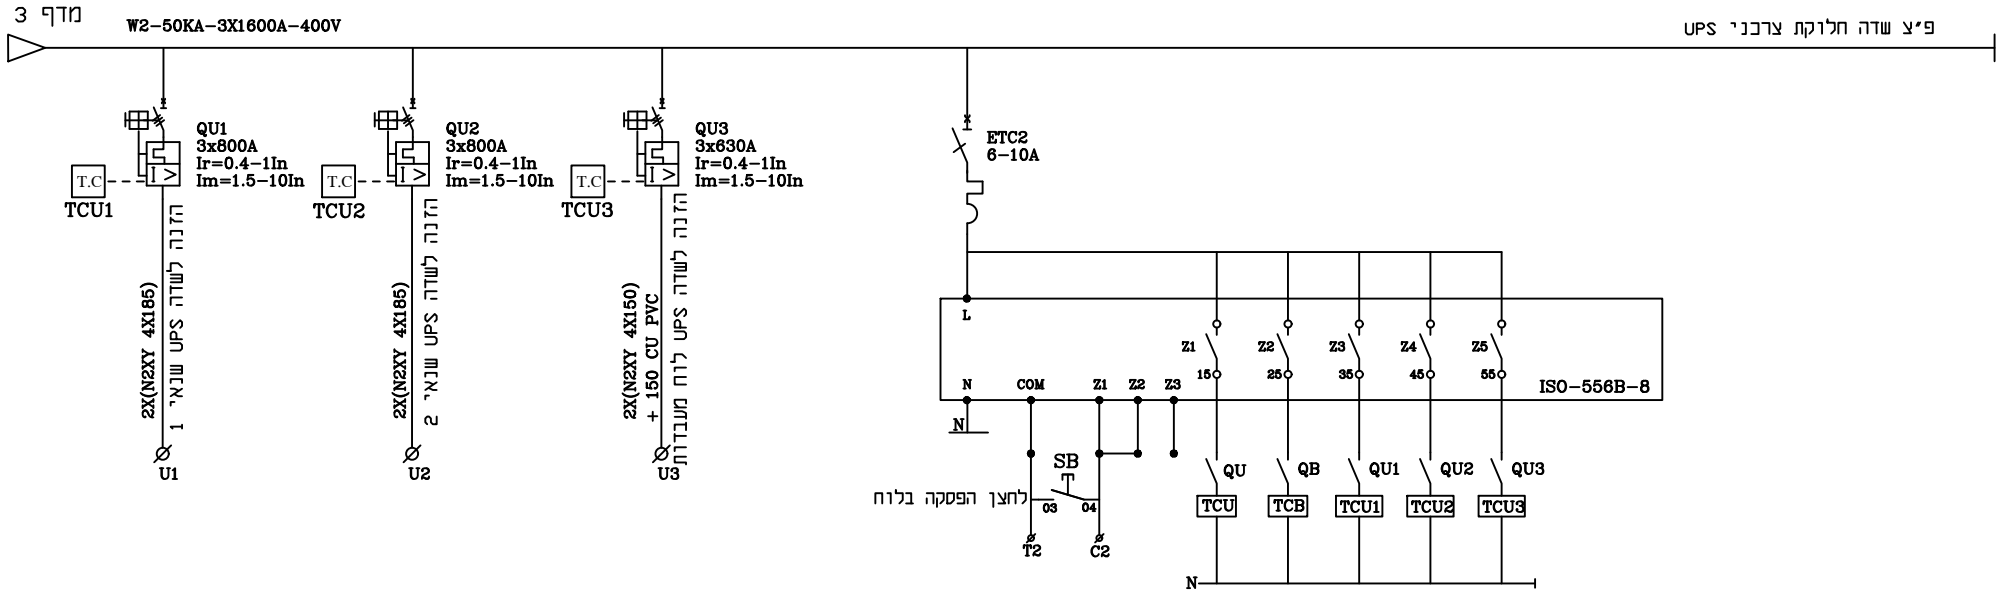 מדף 3
W2-50KA-3X1600A-400V
פ״צ שדה חלוקת צרכני UPS
QU1
3x800A
Ir=0.4-1In
Im=1.5-10In
T.C
TCU1
2X(N2XY 4X185)
הזנה לשדה UPS שנאי 1
U1
QU2
3x800A
Ir=0.4-1In
Im=1.5-10In
T.C
TCU2
2X(N2XY 4X185)
הזנה לשדה UPS שנאי 2
U2
QU3
3x630A
Ir=0.4-1In
Im=1.5-10In
T.C
TCU3
2X(N2XY 4X150)
+ 150 CU PVC
הזנה לשדה UPS לוח מעבדות
U3
ETC2
6-10A
L
Z1
Z2
Z3
Z4
Z5
15
25
35
45
55
ISO-556B-8
N
COM
Z1
Z2
Z3
N
SB
לחצן הפסקה בלוח
03
04
T2
C2
QU
QB
QU1
QU2
QU3
TCU
TCB
TCU1
TCU2
TCU3
N